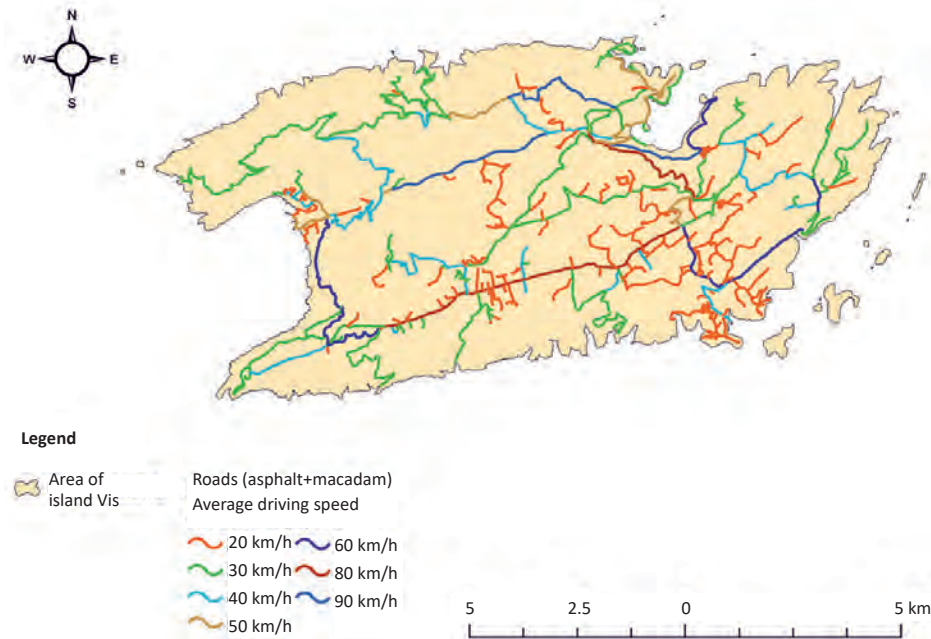 N
W E
S
Legend
Area of
island Vis
Roads (asphalt+macadam)
Average driving speed
20 km/h 60 km/h
30 km/h 80 km/h
40 km/h 90 km/h
50 km/h
5 2.5 0 5 km